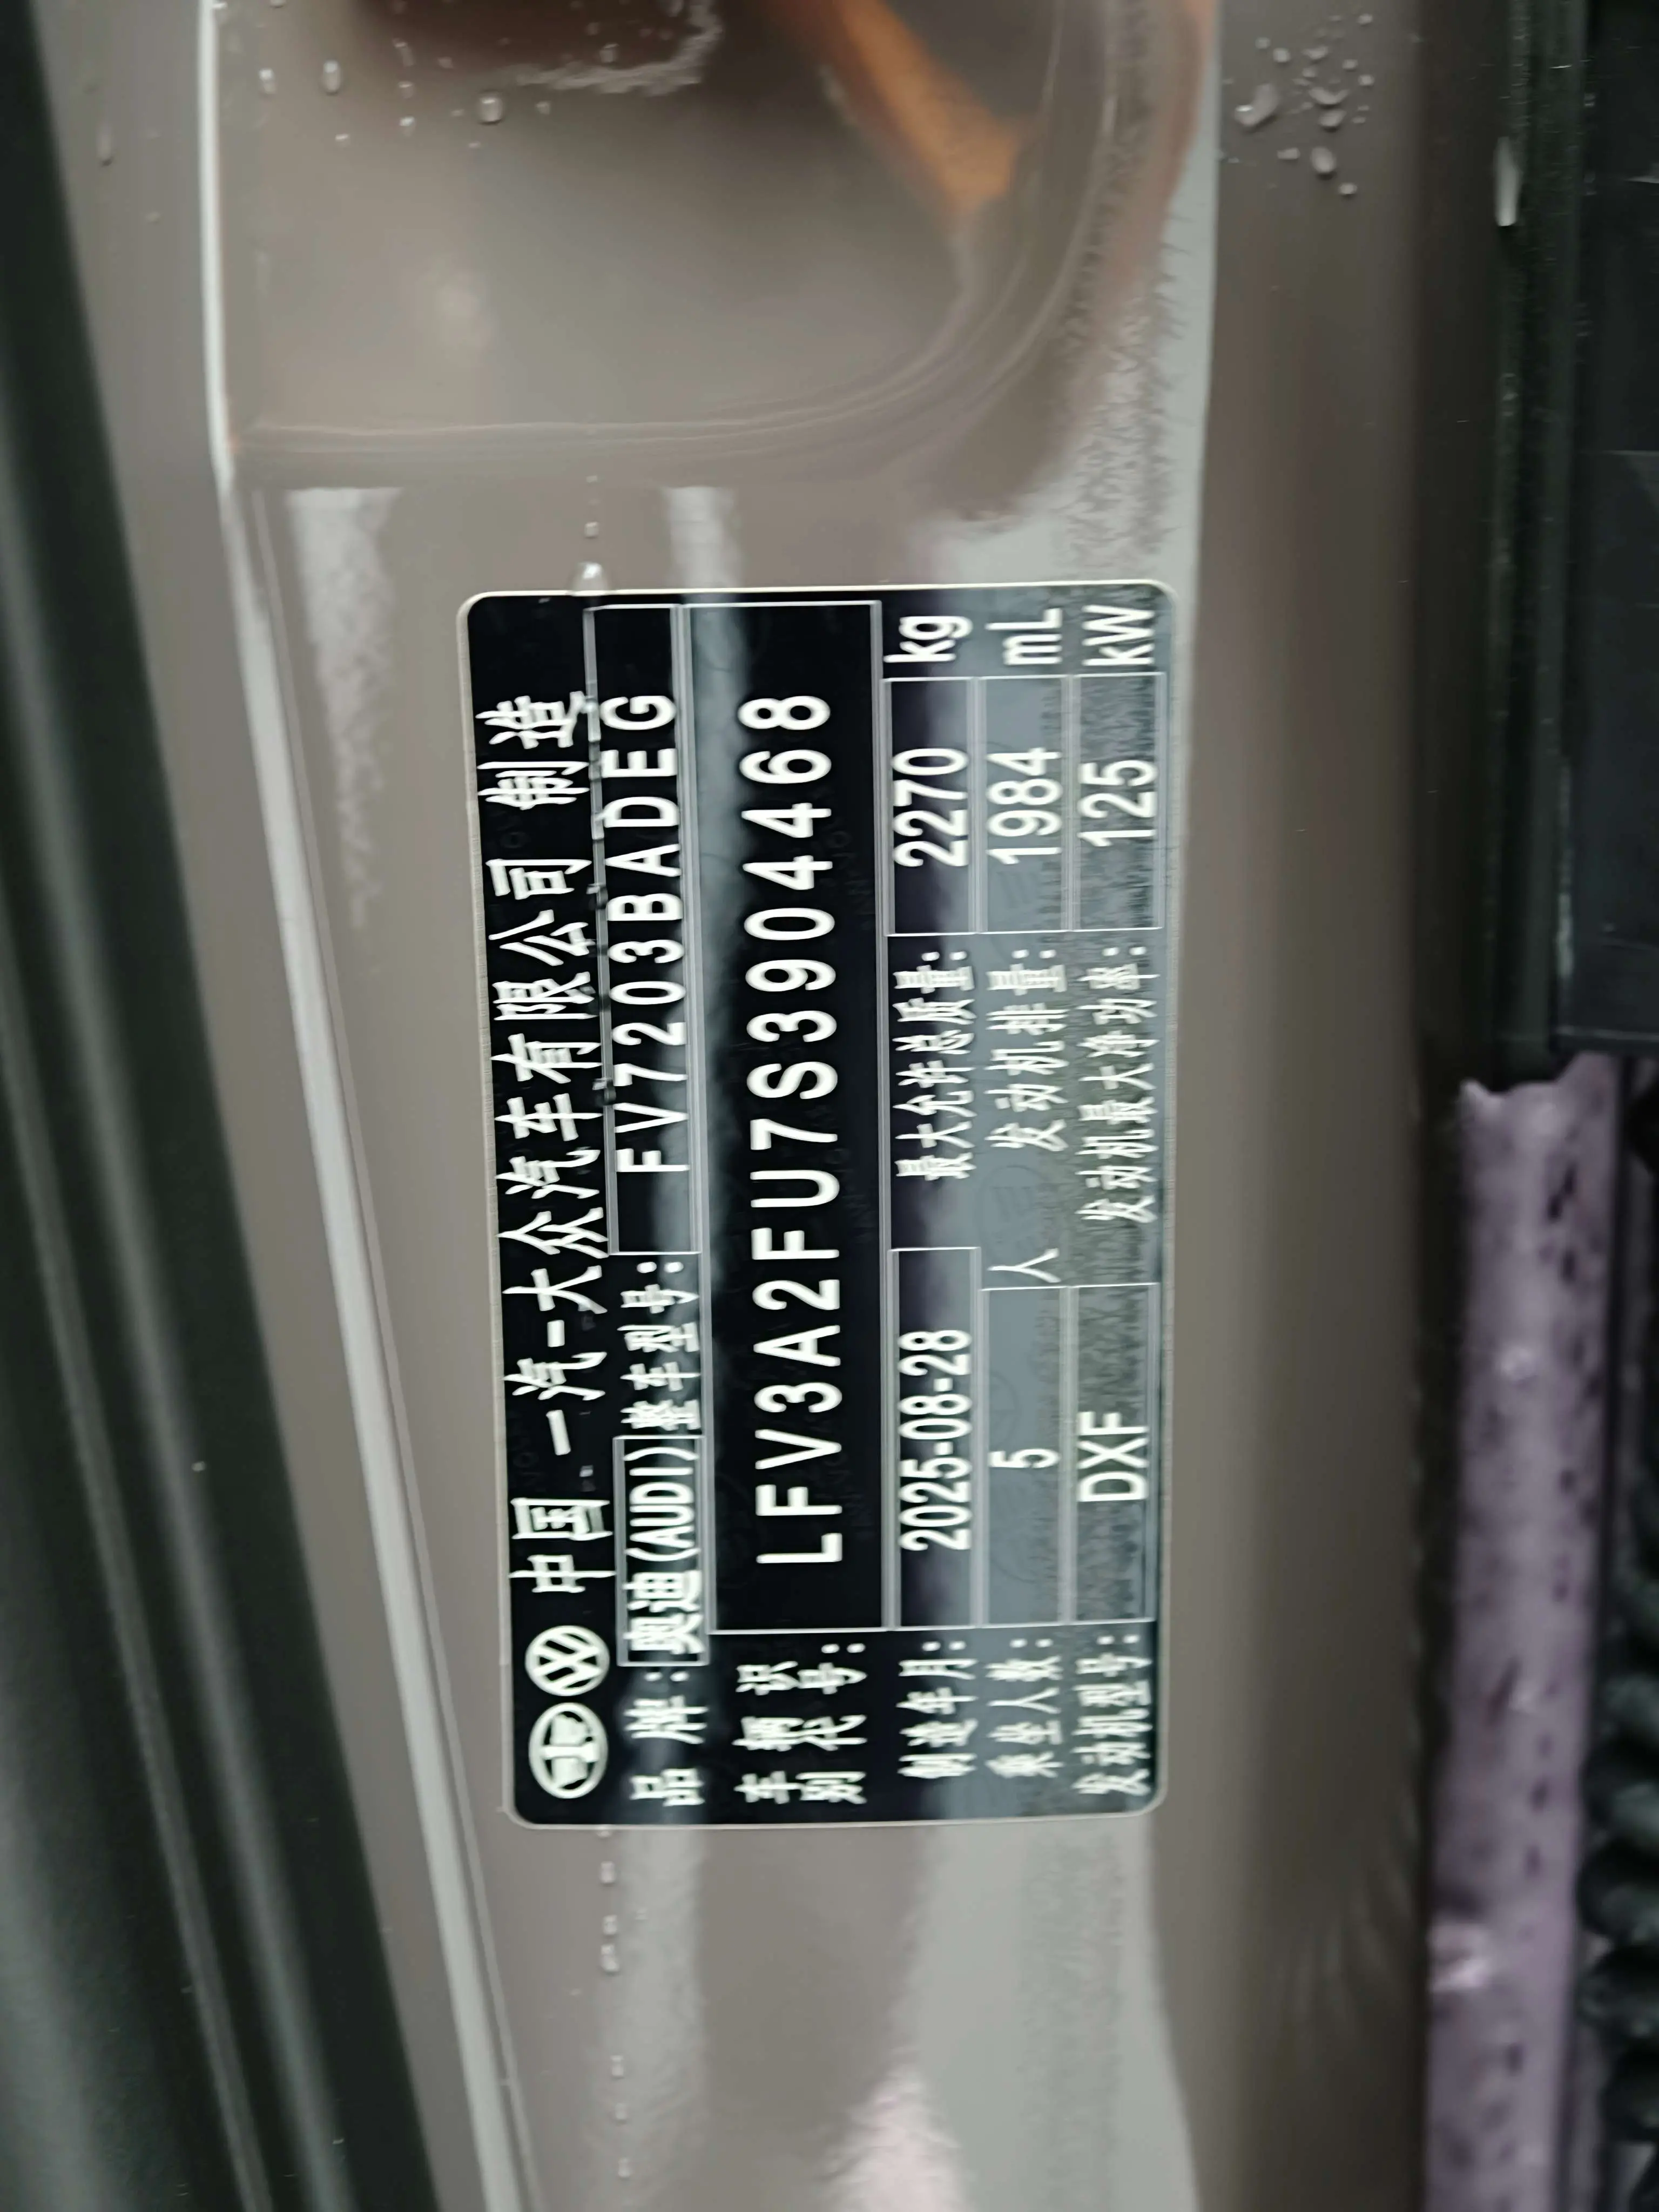 中国 一汽-大众汽车有限公司 制造
品牌:奥迪(AUDI) 整车型号: FV7203BADEG
车辆识别代号: LFV3A2FU7S3904468
制造年月: 2025-08-28 最大允许总质量: 2270 kg
乘坐人数: 5 人 发动机排量: 1984 mL
发动机型号: DXF 发动机最大净功率: 125 kW